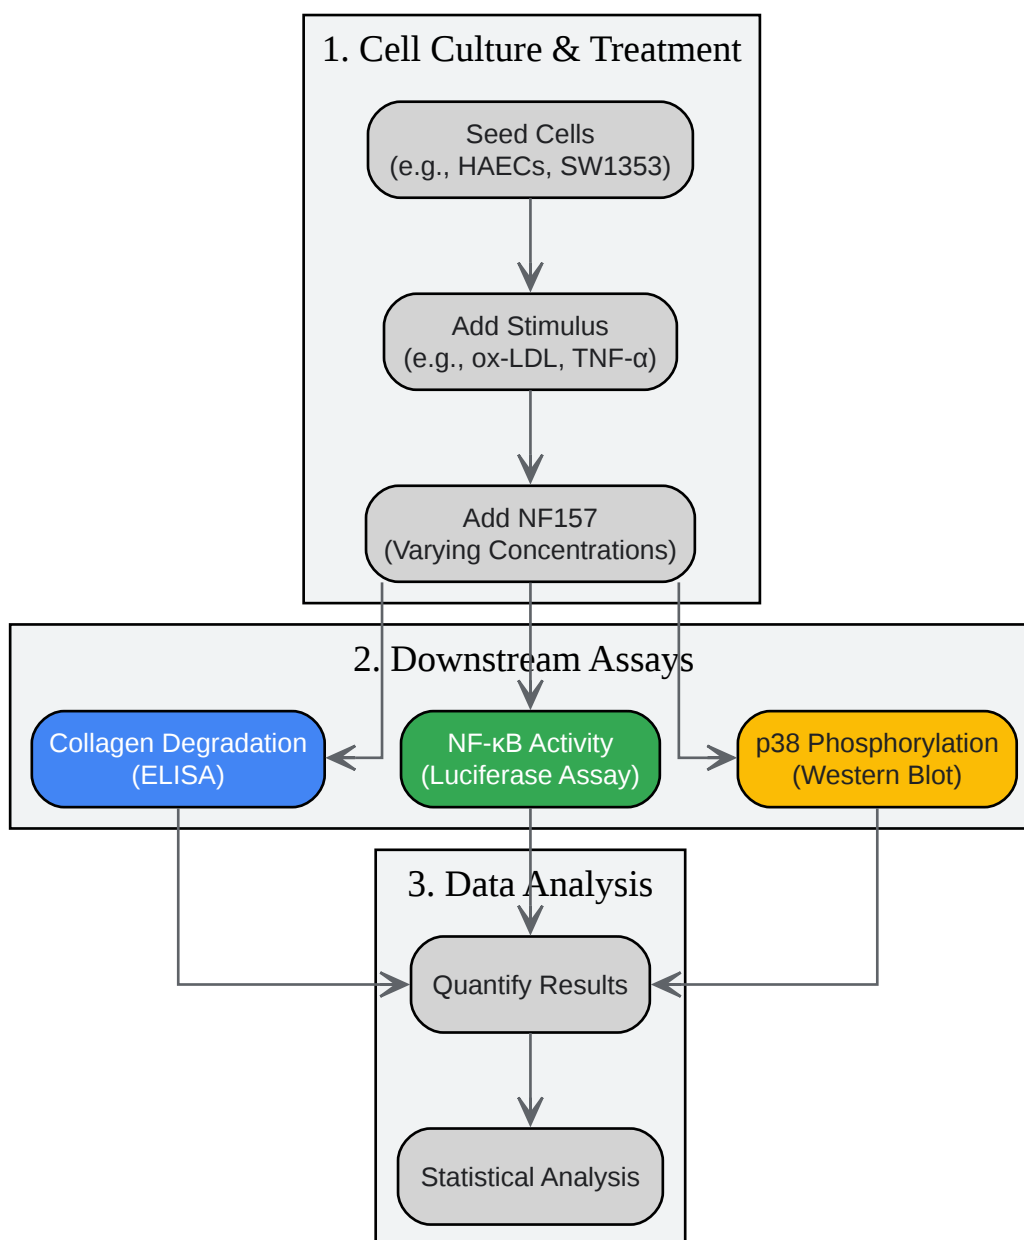 1. Cell Culture & Treatment
Seed Cells
(e.g., HAECs, SW1353)
Add Stimulus
(e.g., ox-LDL, TNF-α)
Add NF157
(Varying Concentrations)
2. Downstream Assays
Collagen Degradation
(ELISA)
NF-κB Activity
(Luciferase Assay)
p38 Phosphorylation
(Western Blot)
3. Data Analysis
Quantify Results
Statistical Analysis